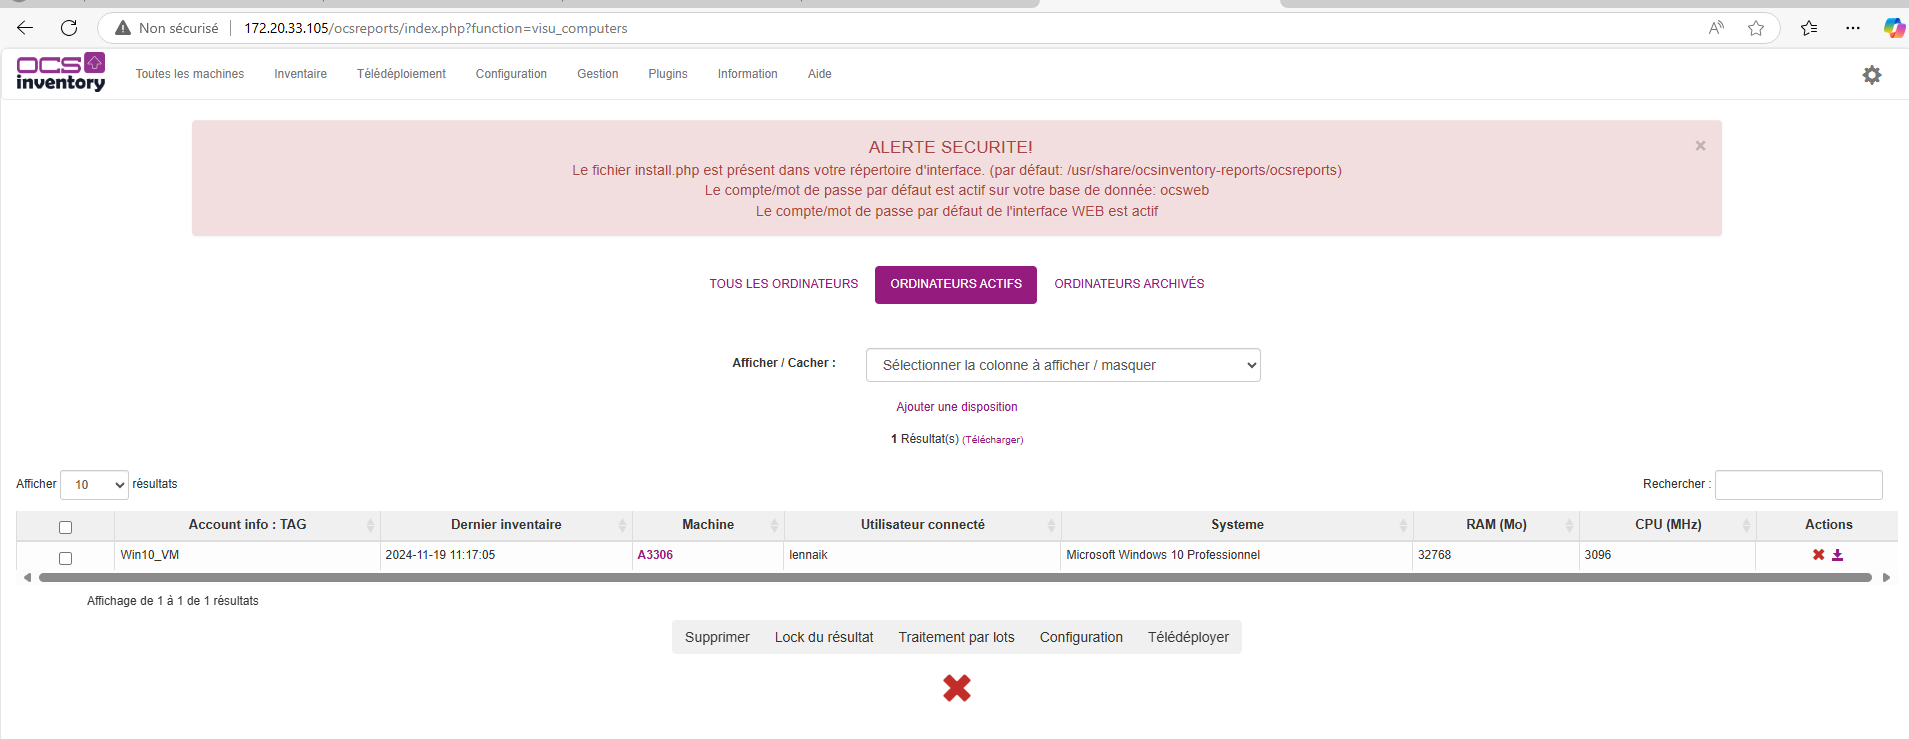 Non sécurisé 172.20.33.105/ocsreports/index.php?function=visu_computers
OCS inventory
Toutes les machines Inventaire Télédéploiement Configuration Gestion Plugins Information Aide
ALERTE SECURITE!
×
Le fichier install.php est présent dans votre répertoire d'interface. (par défaut: /usr/share/ocsinventory-reports/ocsreports)
Le compte/mot de passe par défaut est actif sur votre base de donnée: ocsweb
Le compte/mot de passe par défaut de l'interface WEB est actif
TOUS LES ORDINATEURS ORDINATEURS ACTIFS ORDINATEURS ARCHIVÉS
Afficher / Cacher : Sélectionner la colonne à afficher / masquer
Ajouter une disposition
1 Résultat(s) (Télécharger)
Afficher 10 résultats Rechercher :
Account info : TAG Dernier inventaire Machine Utilisateur connecté Systeme RAM (Mo) CPU (MHz) Actions
Win10_VM 2024-11-19 11:17:05 A3306 lennaik Microsoft Windows 10 Professionnel 32768 3096
Affichage de 1 à 1 de 1 résultats
Supprimer Lock du résultat Traitement par lots Configuration Télédéployer